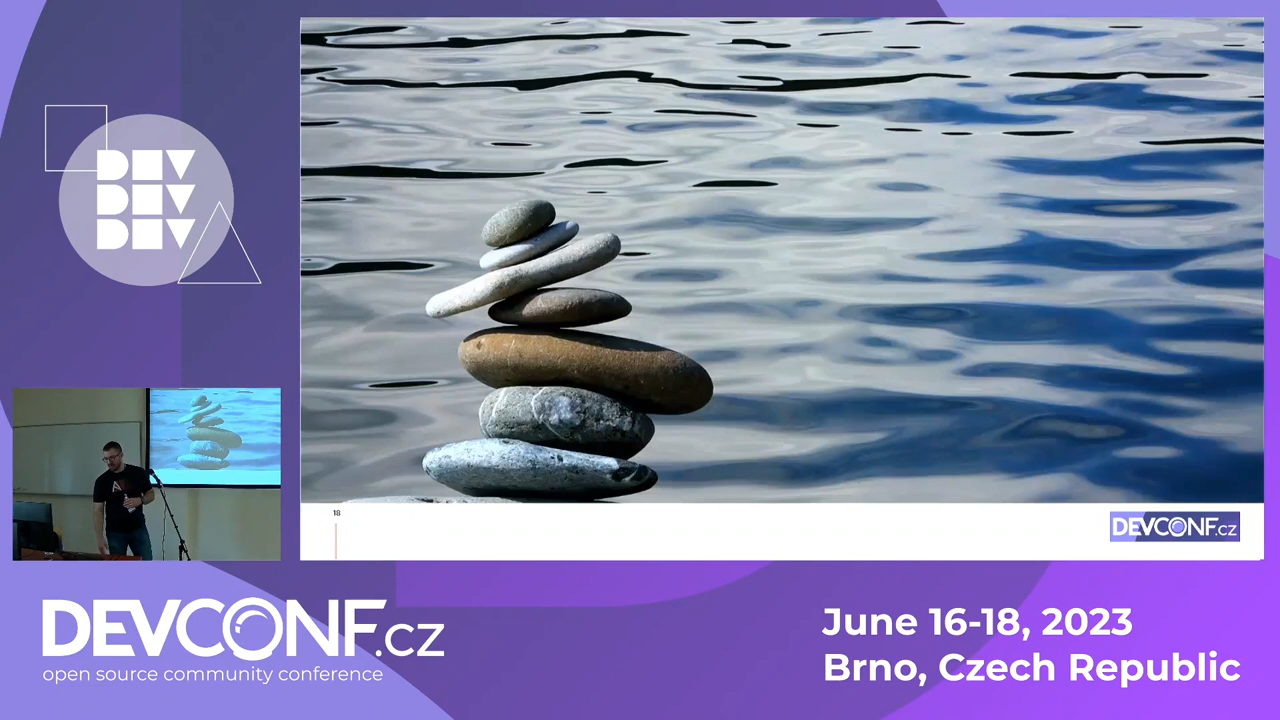 DEV
DEV
DEV
18
DEVCONF.cz
DEVCONF.cz
open source community conference
June 16-18, 2023
Brno, Czech Republic